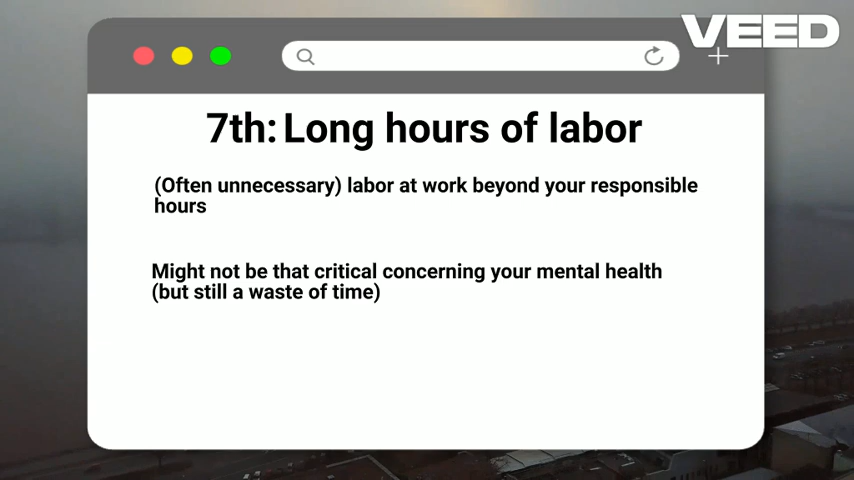 VEED
7th: Long hours of labor
(Often unnecessary) labor at work beyond your responsible
hours
Might not be that critical concerning your mental health
(but still a waste of time)